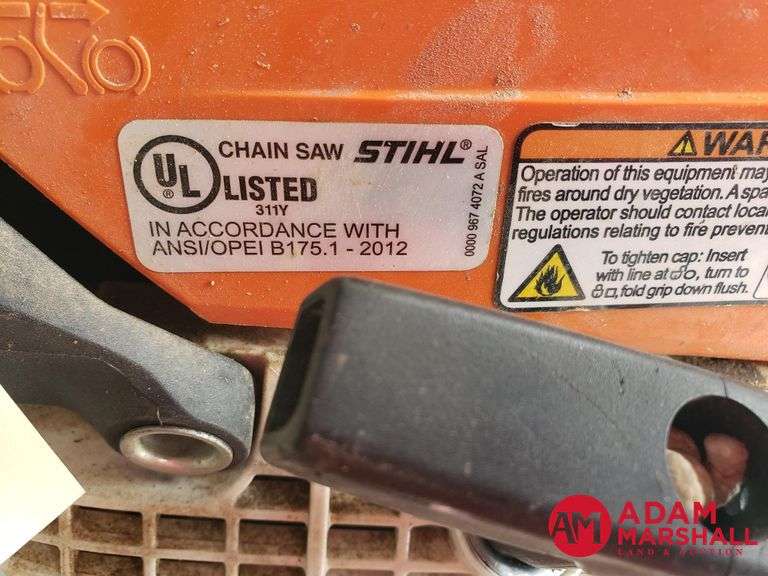 UL
®
CHAIN SAW STIHL®
LISTED
311Y
IN ACCORDANCE WITH
ANSI/OPEI B175.1 - 2012
0000 967 4072 A SAL
WAR
Operation of this equipment may
fires around dry vegetation. A spa
The operator should contact loca
regulations relating to fire preven
To tighten cap: Insert
with line at, turn to
, fold grip down flush.
AM
ADAM
MARSHALL
LAND & AUCTION